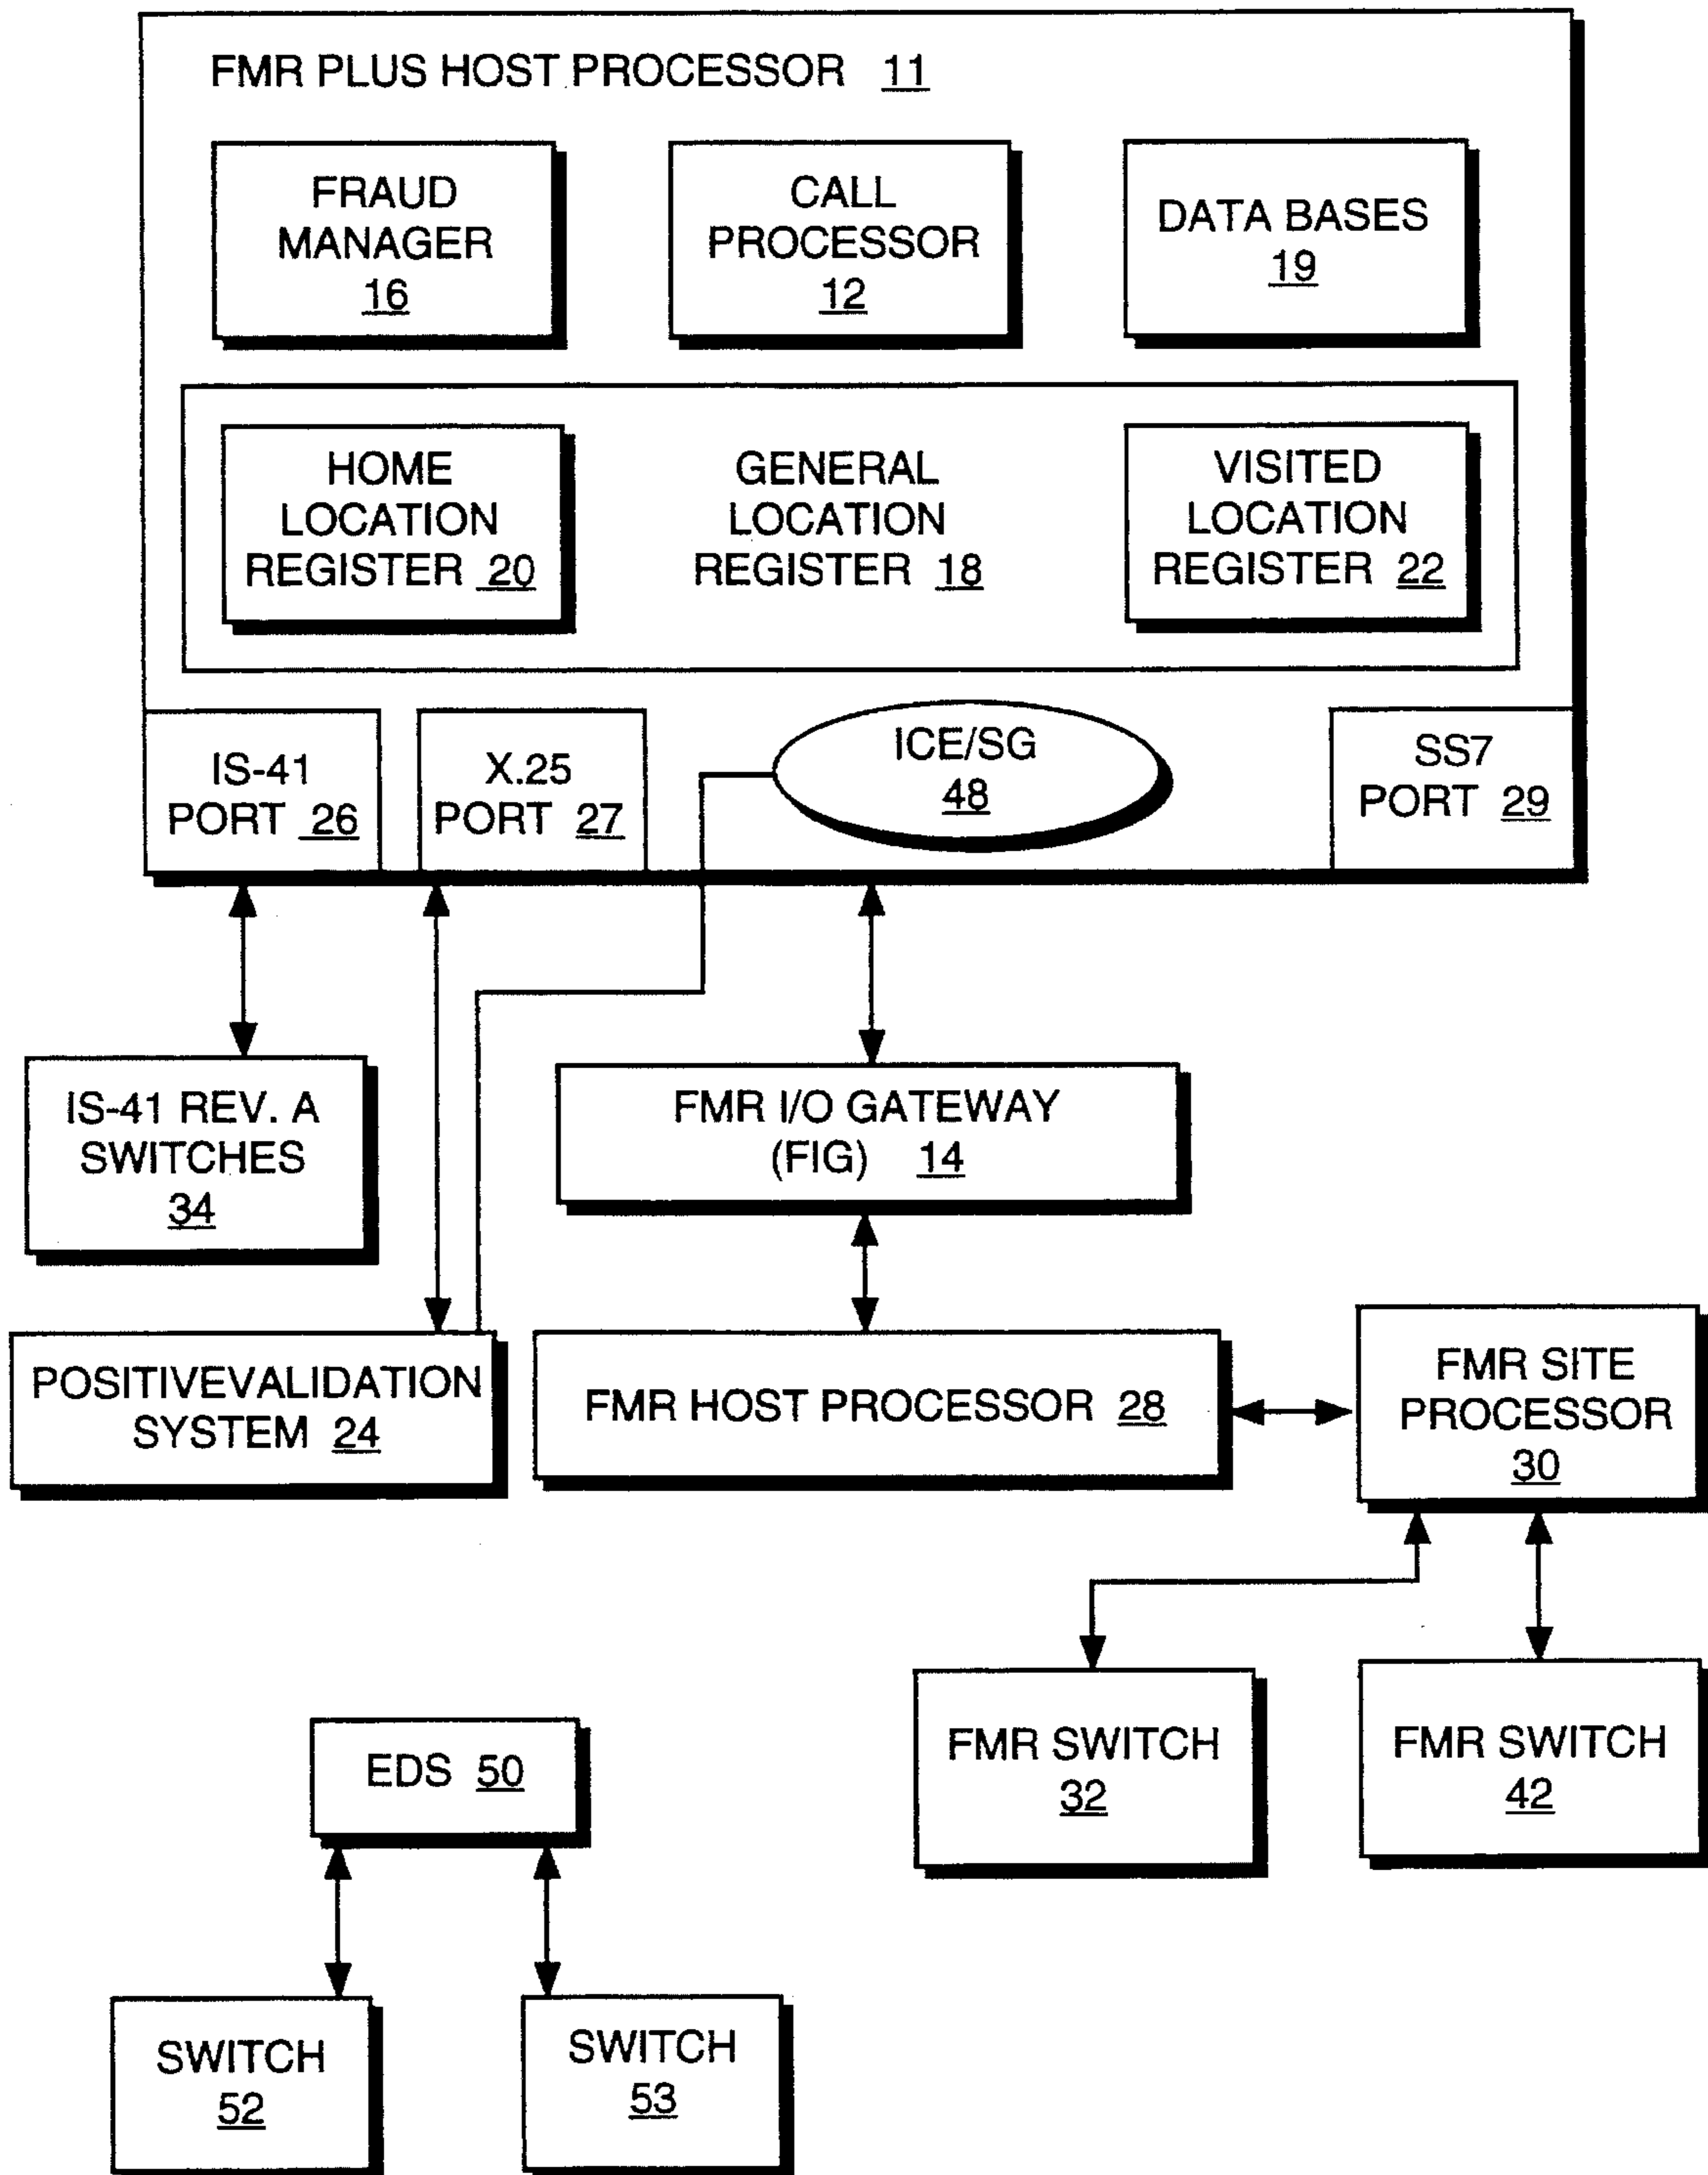 FMR PLUS HOST PROCESSOR 11
FRAUD
MANAGER
16
CALL
PROCESSOR
12
DATA BASES
19
HOME
LOCATION
REGISTER 20
GENERAL
LOCATION
REGISTER 18
VISITED
LOCATION
REGISTER 22
IS-41
PORT 26
X.25
PORT 27
ICE/SG
48
SS7
PORT 29
IS-41 REV. A
SWITCHES
34
FMR I/O GATEWAY
(FIG) 14
POSITIVEVALIDATION
SYSTEM 24
FMR HOST PROCESSOR 28
FMR SITE
PROCESSOR
30
FMR SWITCH
32
FMR SWITCH
42
EDS 50
SWITCH
52
SWITCH
53